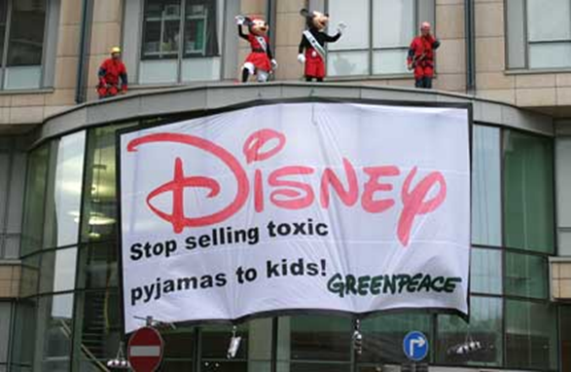 Disney
Stop selling toxic
pyjamas to kids!
GREENPEACE